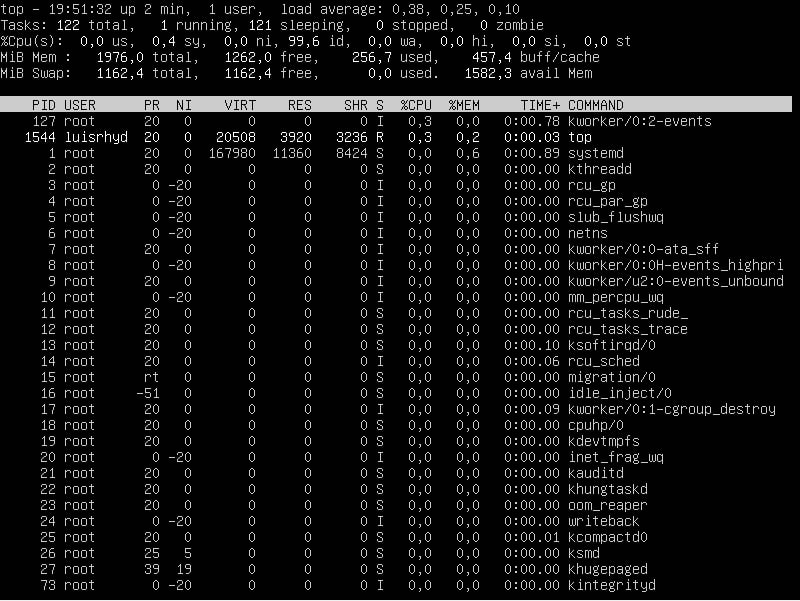 top - 19:51:32 up 2 min,  1 user,  load average: 0,38, 0,25, 0,10
Tasks: 122 total,   1 running, 121 sleeping,   0 stopped,   0 zombie
%Cpu(s):  0,0 us,  0,4 sy,  0,0 ni, 99,6 id,  0,0 wa,  0,0 hi,  0,0 si,  0,0 st
MiB Mem :   1976,0 total,   1262,0 free,    256,7 used,    457,4 buff/cache
MiB Swap:   1162,4 total,   1162,4 free,      0,0 used.   1582,3 avail Mem
PID USER      PR  NI    VIRT    RES    SHR S  %CPU  %MEM     TIME+ COMMAND
127 root      20   0       0      0      0 I   0,3   0,0   0:00.78 kworker/0:2-events
1544 luisrhyd  20   0   20508   3920   3236 R   0,3   0,2   0:00.03 top
1 root      20   0  167980  11360   8424 S   0,0   0,6   0:00.89 systemd
2 root      20   0       0      0      0 S   0,0   0,0   0:00.00 kthreadd
3 root       0 -20       0      0      0 I   0,0   0,0   0:00.00 rcu_gp
4 root       0 -20       0      0      0 I   0,0   0,0   0:00.00 rcu_par_gp
5 root       0 -20       0      0      0 I   0,0   0,0   0:00.00 slub_flushwq
6 root       0 -20       0      0      0 I   0,0   0,0   0:00.00 netns
7 root      20   0       0      0      0 I   0,0   0,0   0:00.00 kworker/0:0-ata_sff
8 root       0 -20       0      0      0 I   0,0   0,0   0:00.00 kworker/0:0H-events_highpri
9 root      20   0       0      0      0 I   0,0   0,0   0:00.00 kworker/u2:0-events_unbound
10 root       0 -20       0      0      0 I   0,0   0,0   0:00.00 mm_percpu_wq
11 root      20   0       0      0      0 S   0,0   0,0   0:00.00 rcu_tasks_rude_
12 root      20   0       0      0      0 S   0,0   0,0   0:00.00 rcu_tasks_trace
13 root      20   0       0      0      0 S   0,0   0,0   0:00.10 ksoftirqd/0
14 root      20   0       0      0      0 I   0,0   0,0   0:00.06 rcu_sched
15 root      rt   0       0      0      0 S   0,0   0,0   0:00.00 migration/0
16 root     -51   0       0      0      0 S   0,0   0,0   0:00.00 idle_inject/0
17 root      20   0       0      0      0 I   0,0   0,0   0:00.09 kworker/0:1-cgroup_destroy
18 root      20   0       0      0      0 S   0,0   0,0   0:00.00 cpuhp/0
19 root      20   0       0      0      0 S   0,0   0,0   0:00.00 kdevtmpfs
20 root       0 -20       0      0      0 I   0,0   0,0   0:00.00 inet_frag_wq
21 root      20   0       0      0      0 S   0,0   0,0   0:00.00 kauditd
22 root      20   0       0      0      0 S   0,0   0,0   0:00.00 khungtaskd
23 root      20   0       0      0      0 S   0,0   0,0   0:00.00 oom_reaper
24 root       0 -20       0      0      0 I   0,0   0,0   0:00.00 writeback
25 root      20   0       0      0      0 S   0,0   0,0   0:00.01 kcompactd0
26 root      25   5       0      0      0 S   0,0   0,0   0:00.00 ksmd
27 root      39  19       0      0      0 S   0,0   0,0   0:00.00 khugepaged
73 root       0 -20       0      0      0 I   0,0   0,0   0:00.00 kintegrityd